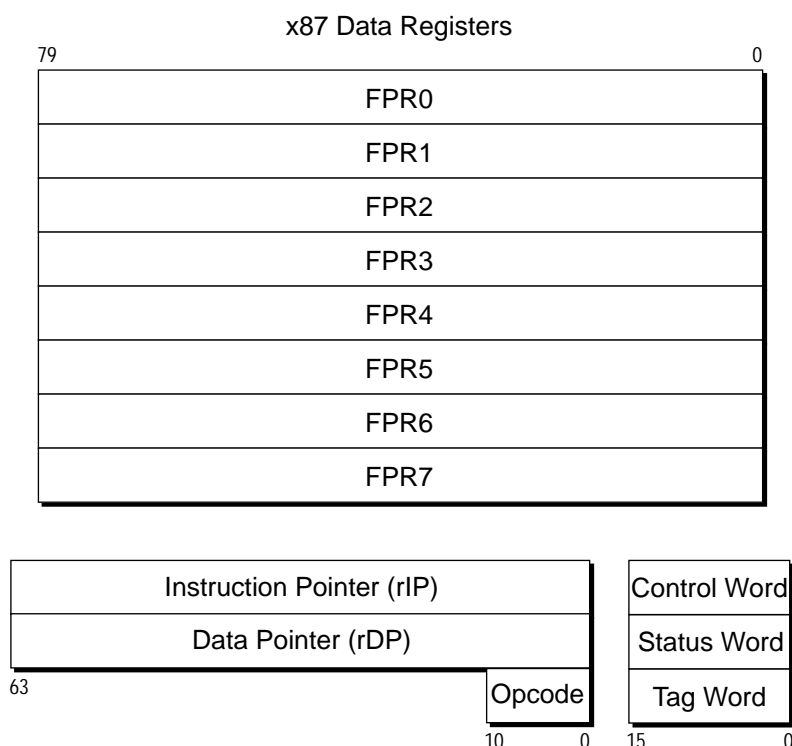 x87 Data Registers
79 0
FPR0
FPR1
FPR2
FPR3
FPR4
FPR5
FPR6
FPR7
Instruction Pointer (rIP) Control Word
Data Pointer (rDP) Status Word
63 Opcode Tag Word
10 0 15 0